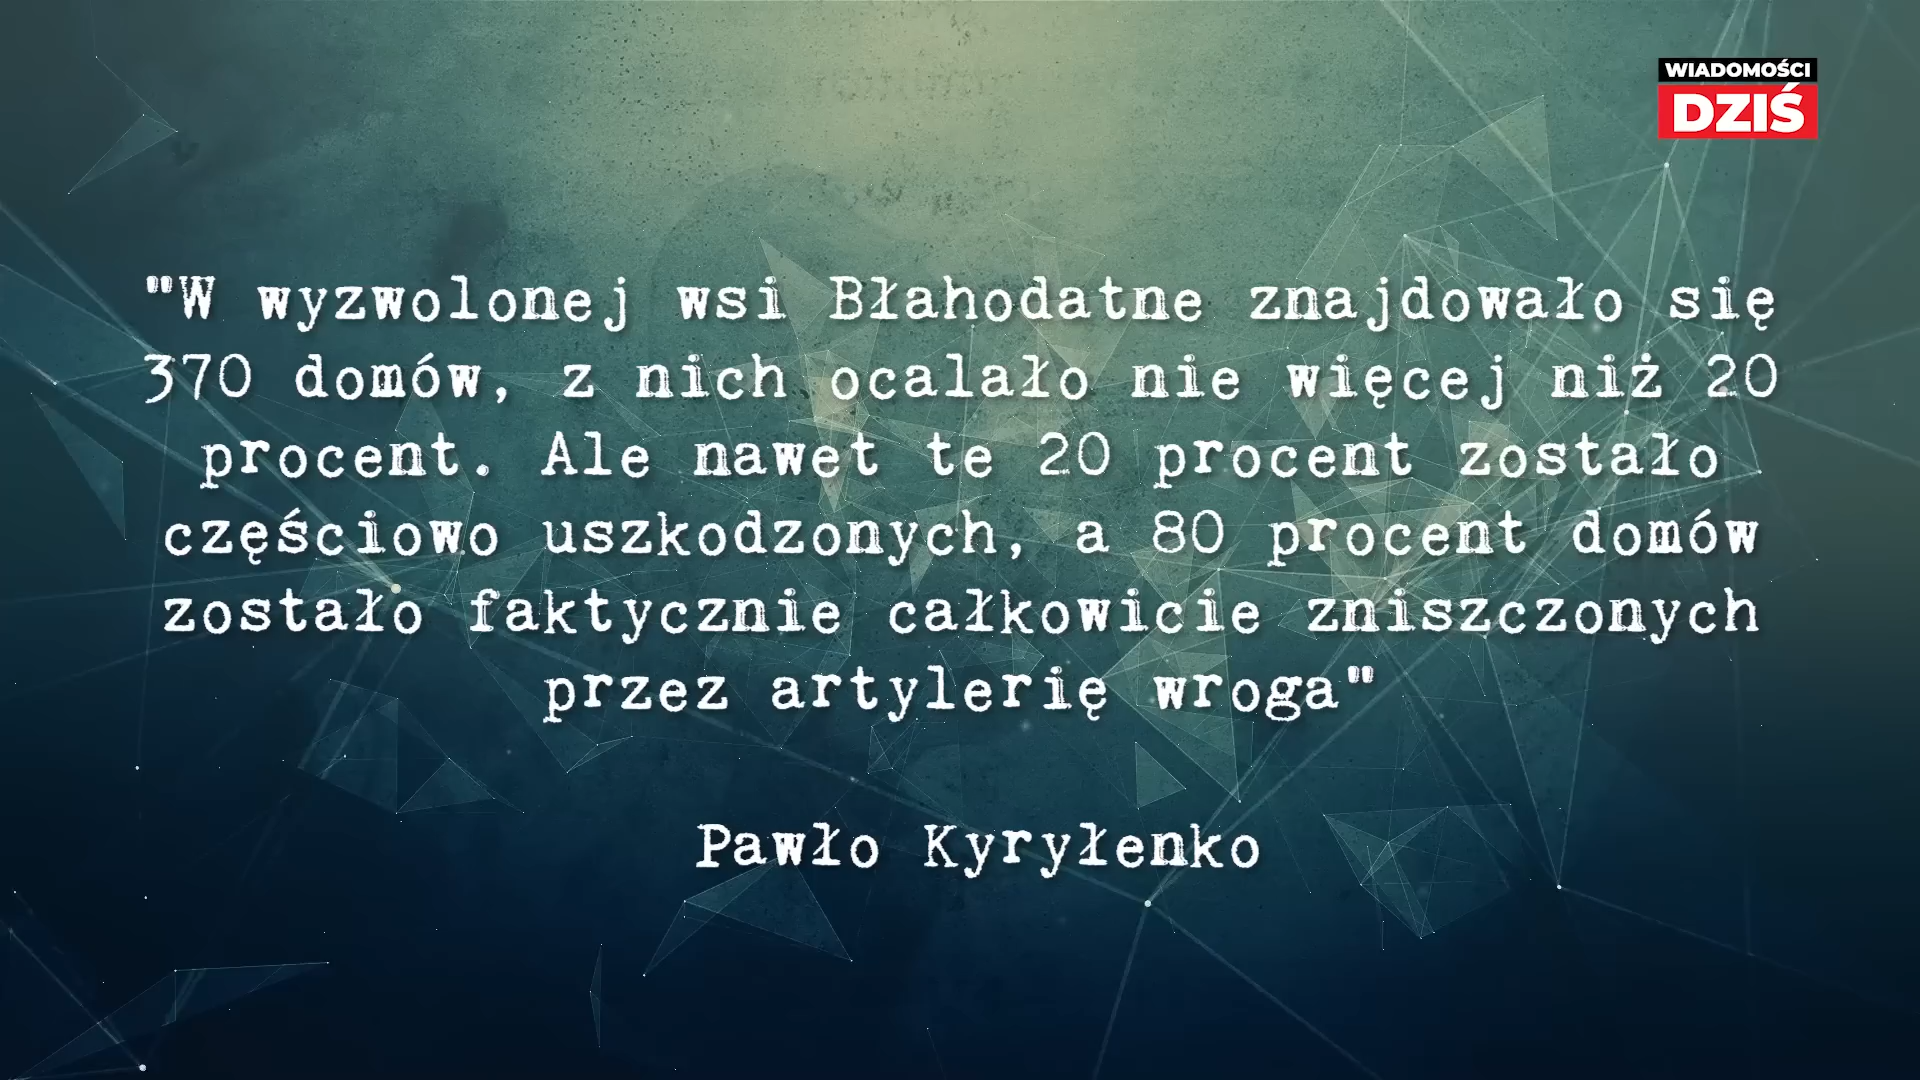 WIADOMOŚCI
DZIŚ
"W wyzwolonej wsi Błahodatne znajdowało się
370 domów, z nich ocalało nie więcej niż 20
procent. Ale nawet te 20 procent zostało
częściowo uszkodzonych, a 80 procent domów
zostało faktycznie całkowicie zniszczonych
przez artylerię wroga"
Pawło Kyryłenko